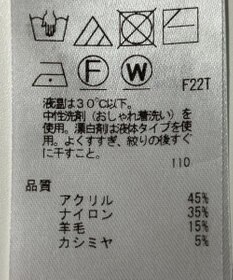 F
W
F22T
液温は30℃以下。
中性洗剤(おしゃれ着洗い)を
使用。漂白剤は液体タイプを使
用。よくすすぎ、絞りの後すぐ
に干すこと。
110
品質
アクリル 45%
ナイロン 35%
羊毛 15%
カシミヤ 5%